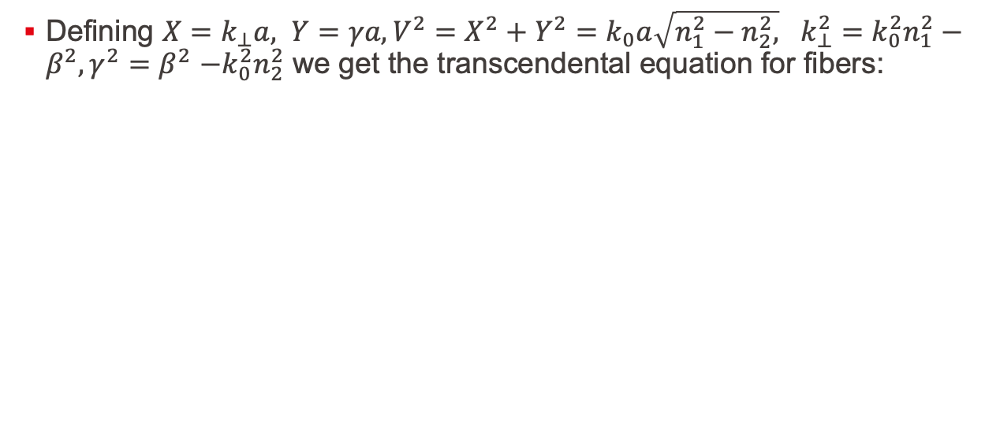 ▪ Defining 𝑋 = 𝑘⊥𝑎, 𝑌 = 𝛾𝑎, 𝑉² = 𝑋² + 𝑌² = 𝑘₀𝑎√(𝑛₁² − 𝑛₂²), 𝑘⊥² = 𝑘₀²𝑛₁² −
𝛽², 𝛾² = 𝛽² −𝑘₀²𝑛₂² we get the transcendental equation for fibers: